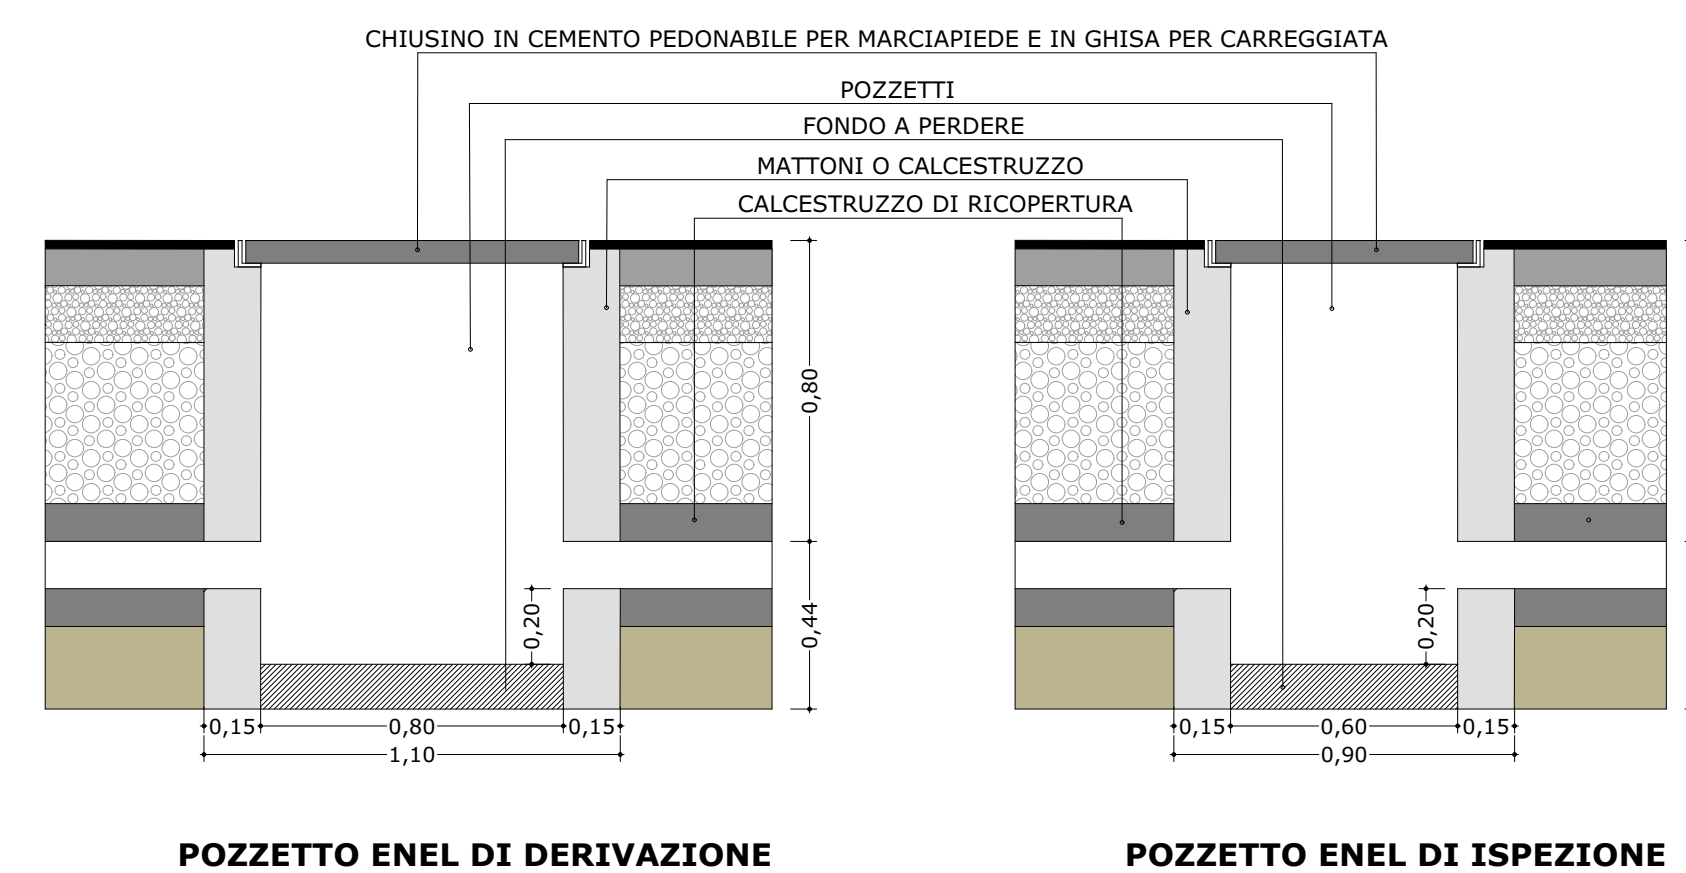 CHIUSINO IN CEMENTO PEDONABILE PER MARCIAPIEDE E IN GHISA PER CARREGGIATA
POZZETTI
FONDO A PERDERE
MATTONI O CALCESTRUZZO
CALCESTRUZZO DI RICOPERTURA
0,80
0,44
0,20
0,20
0,15 0,80 0,15
1,10
0,15 0,60 0,15
0,90
POZZETTO ENEL DI DERIVAZIONE
POZZETTO ENEL DI ISPEZIONE